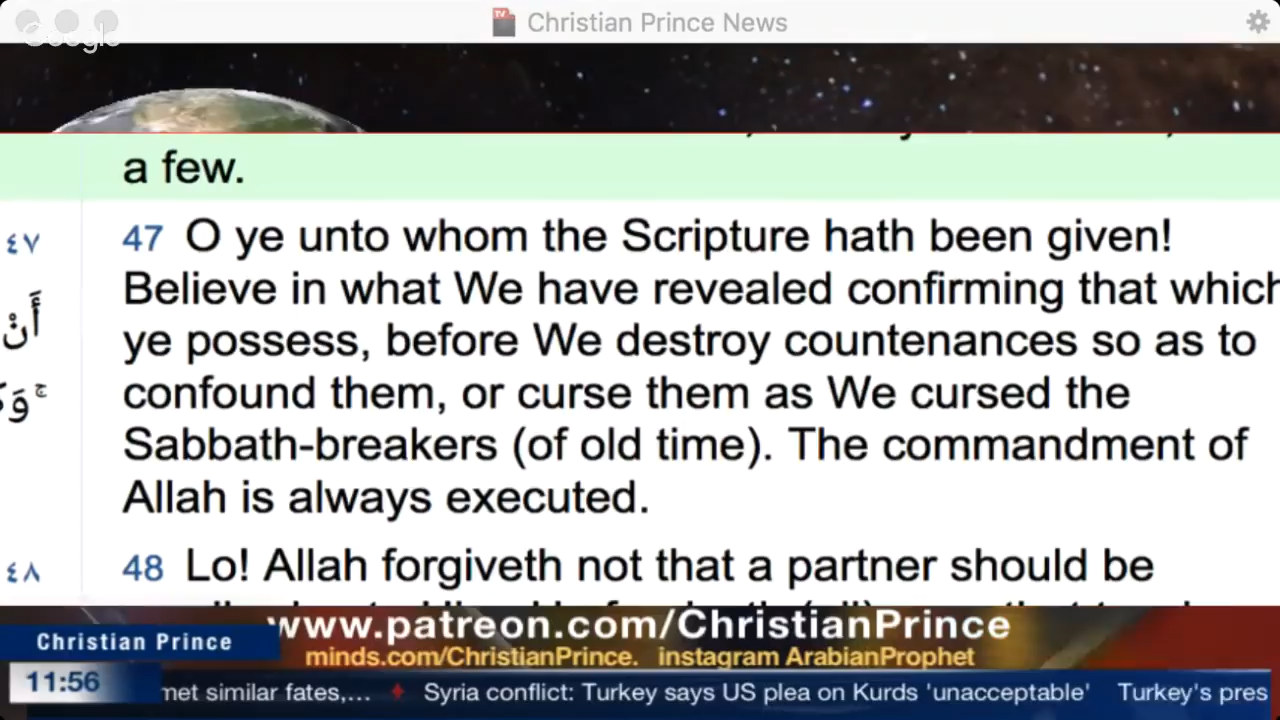 Christian Prince News
Google
a few.
٤٧
47 O ye unto whom the Scripture hath been given!
Believe in what We have revealed confirming that which
أَنْ
ye possess, before We destroy countenances so as to
confound them, or curse them as We cursed the
Sabbath-breakers (of old time). The commandment of
Allah is always executed.
٤٨
48 Lo! Allah forgiveth not that a partner should be
www.patreon.com/ChristianPrince
Christian Prince
minds.com/ChristianPrince. instagram ArabianProphet
11:56
met similar fates,... ♦ Syria conflict: Turkey says US plea on Kurds 'unacceptable' Turkey's pres